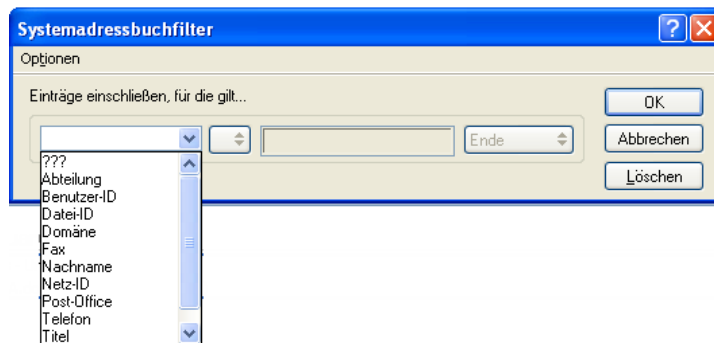 Systemadressbuchfilter
Optionen
Einträge einschließen, für die gilt...
OK
Ende
Abbrechen
Löschen
???
Abteilung
Benutzer-ID
Datei-ID
Domäne
Fax
Nachname
Netz-ID
Post-Office
Telefon
Titel